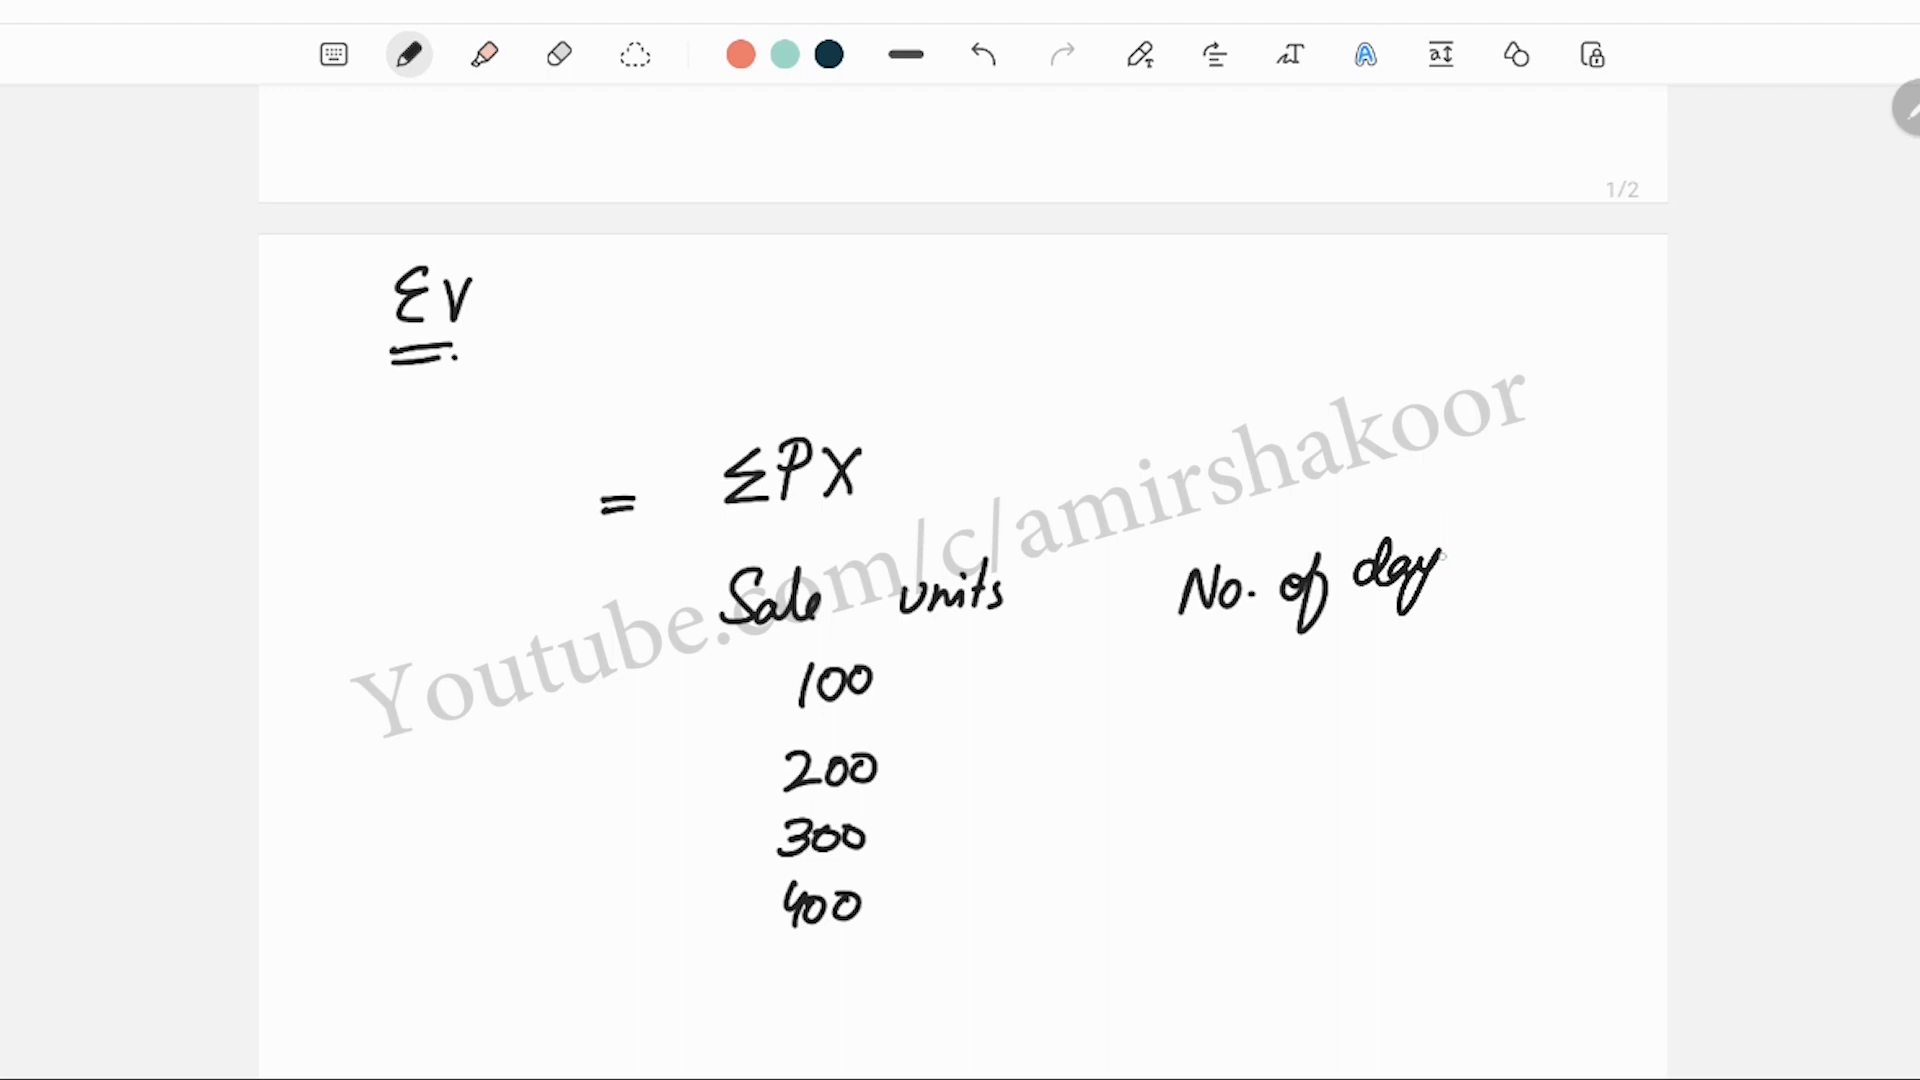 1/2
EV
= ΣPX
Youtube.com/c/amirshakoor
Sale units No. of day
100
200
300
400